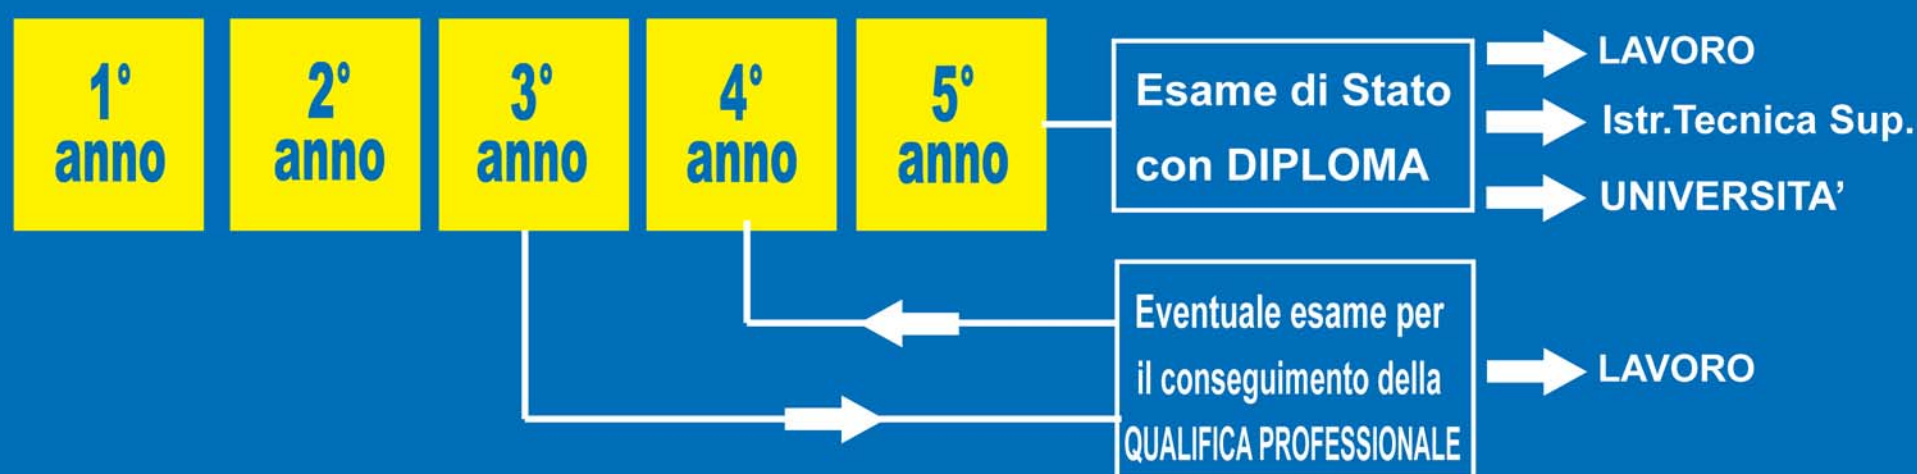 1°
anno
2°
anno
3°
anno
4°
anno
5°
anno
Esame di Stato
con DIPLOMA
LAVORO
Istr.Tecnica Sup.
UNIVERSITA’
Eventuale esame per
il conseguimento della
QUALIFICA PROFESSIONALE
LAVORO